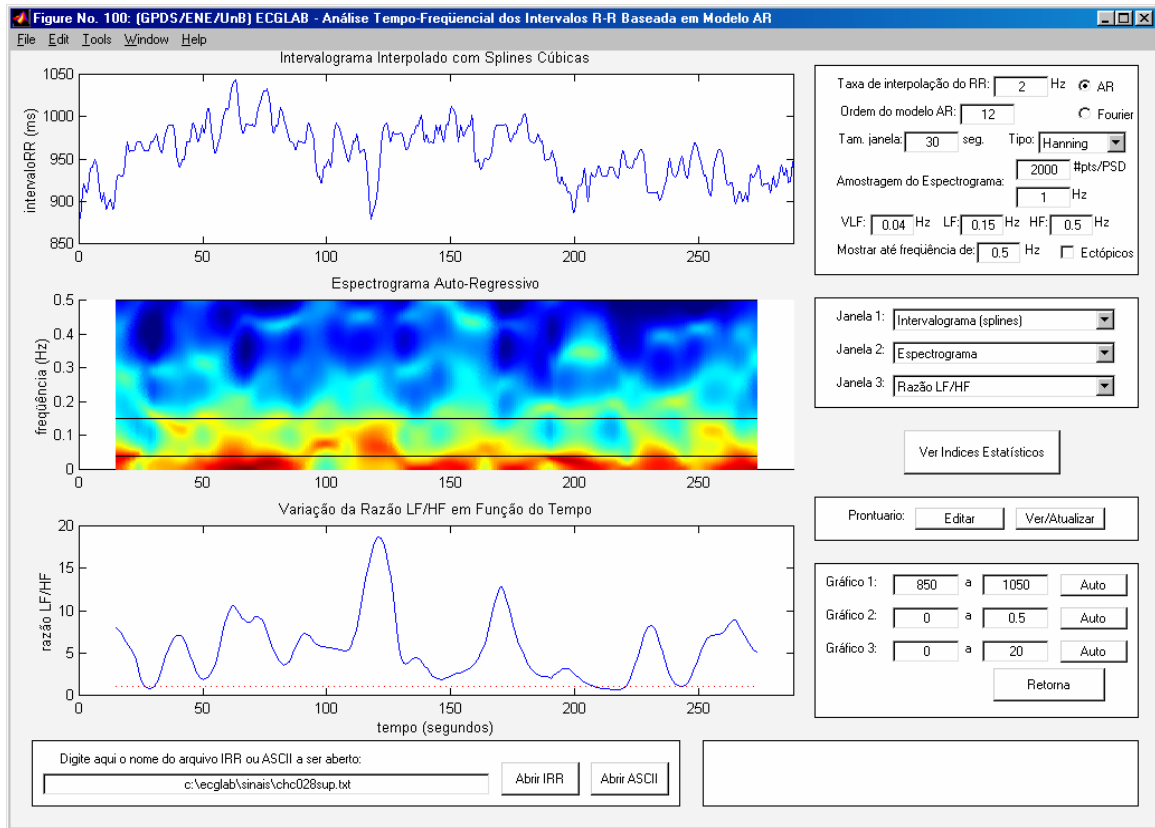 Figure No. 100: (GPDS/ENE/UnB) ECGLAB - Análise Tempo-Freqüencial dos Intervalos R-R Baseada em Modelo AR
File Edit Tools Window Help
Intervalograma Interpolado com Splines Cúbicas
1050
1000
950
900
850
intervaloRR (ms)
0 50 100 150 200 250
Espectrograma Auto-Regressivo
0.5
0.4
0.3
0.2
0.1
0
freqüência (Hz)
0 50 100 150 200 250
Variação da Razão LF/HF em Função do Tempo
20
15
10
5
0
razão LF/HF
0 50 100 150 200 250
tempo (segundos)
Taxa de interpolação do RR: 2 Hz AR
Ordem do modelo AR: 12 Fourier
Tam. janela: 30 seg. Tipo: Hanning
2000 #pts/PSD
Amostragem do Espectrograma:
1 Hz
VLF: 0.04 Hz LF: 0.15 Hz HF: 0.5 Hz
Mostrar até freqüência de: 0.5 Hz Ectópicos
Janela 1: Intervalograma (splines)
Janela 2: Espectrograma
Janela 3: Razão LF/HF
Ver Indices Estatísticos
Prontuario: Editar Ver/Atualizar
Gráfico 1: 850 a 1050 Auto
Gráfico 2: 0 a 0.5 Auto
Gráfico 3: 0 a 20 Auto
Retorna
Digite aqui o nome do arquivo IRR ou ASCII a ser aberto:
c:\ecglab\sinais\chc028sup.txt Abrir IRR Abrir ASCII